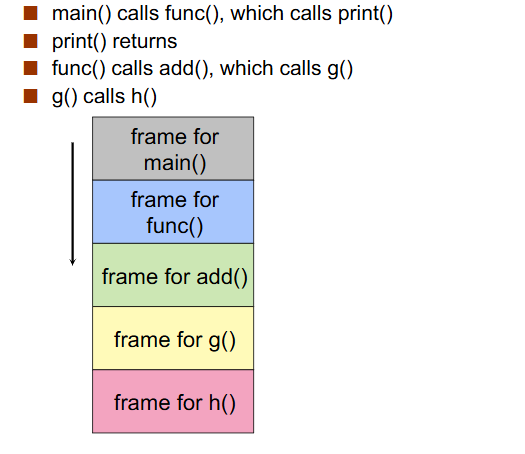 main() calls func(), which calls print()
print() returns
func() calls add(), which calls g()
g() calls h()
frame for
main()
frame for
func()
frame for add()
frame for g()
frame for h()